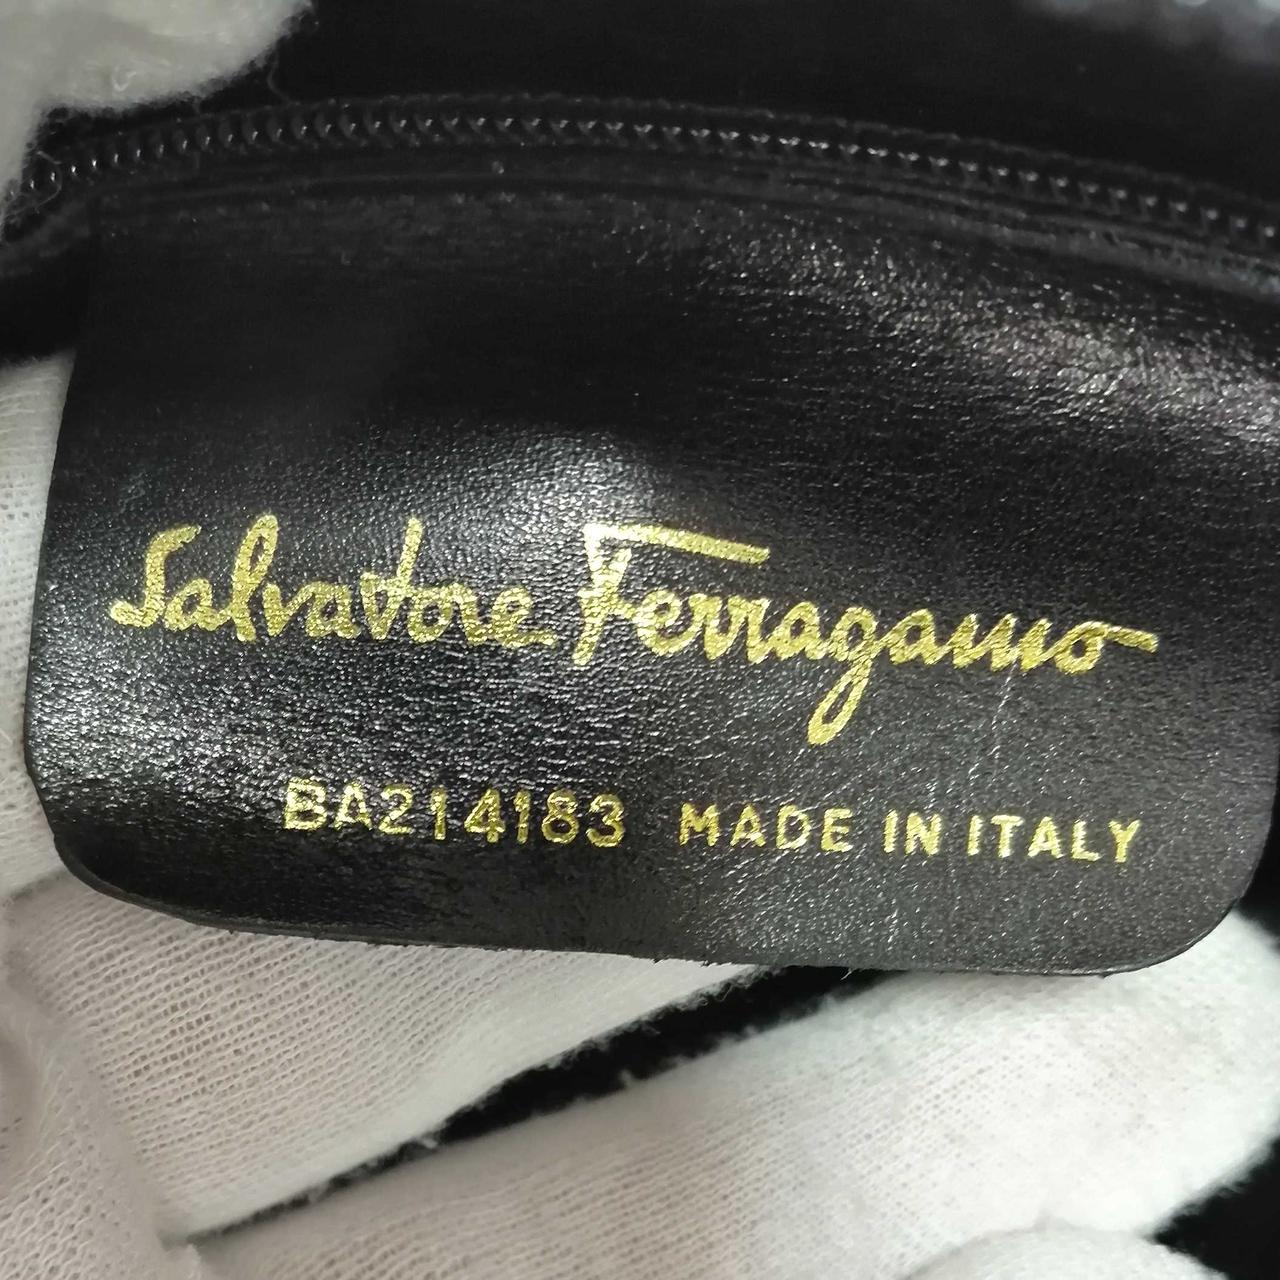 Salvatore Ferragamo
BA214183 MADE IN ITALY